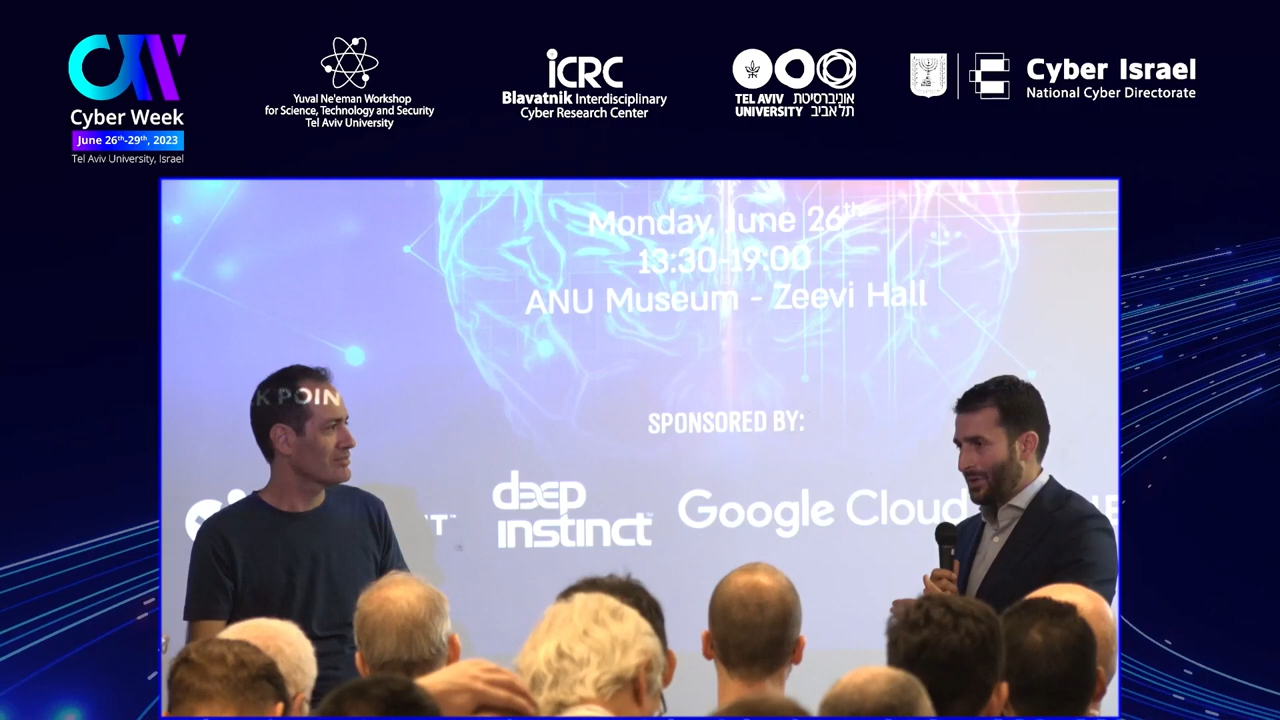 Cyber Week
June 26th-29th, 2023
Tel Aviv University, Israel
Yuval Ne'eman Workshop
for Science, Technology and Security
Tel Aviv University
iCRC
Blavatnik Interdisciplinary
Cyber Research Center
TEL AVIV אוניברסיטת
UNIVERSITY תל אביב
Cyber Israel
National Cyber Directorate
Monday, June 26th
13:30-19:00
ANU Museum - Zeevi Hall
SPONSORED BY:
K POIN
deep
instinct™
Google Cloud